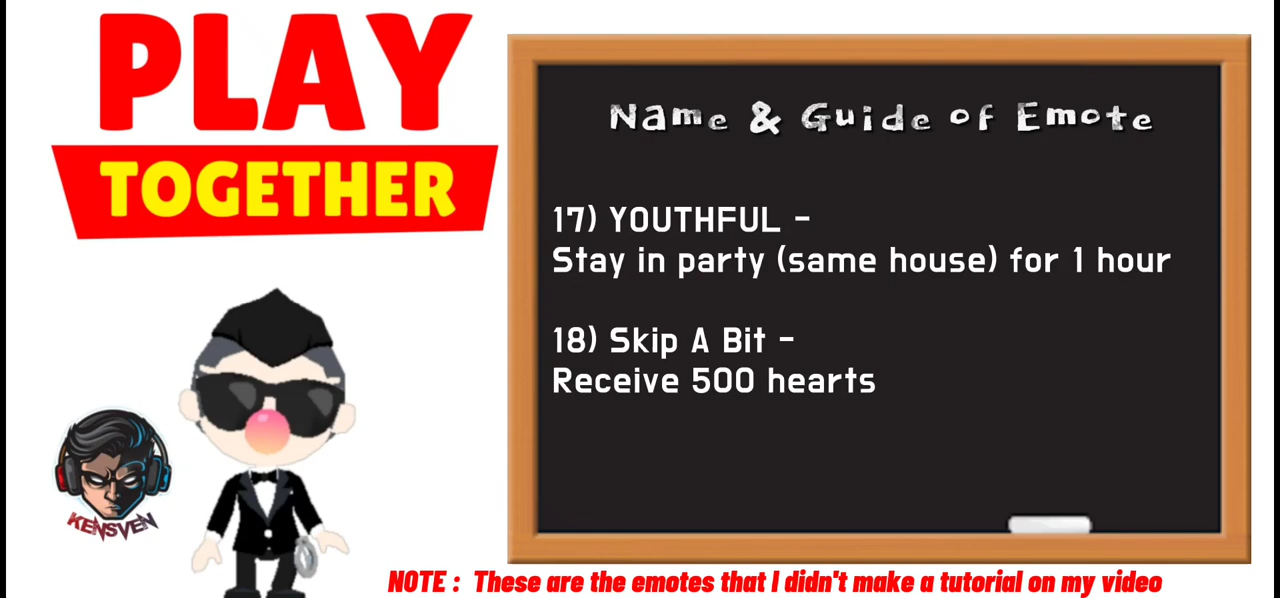 PLAY
TOGETHER
Name & Guide of Emote
17) YOUTHFUL -
Stay in party (same house) for 1 hour
18) Skip A Bit -
Receive 500 hearts
KENSVEN
NOTE : These are the emotes that I didn't make a tutorial on my video